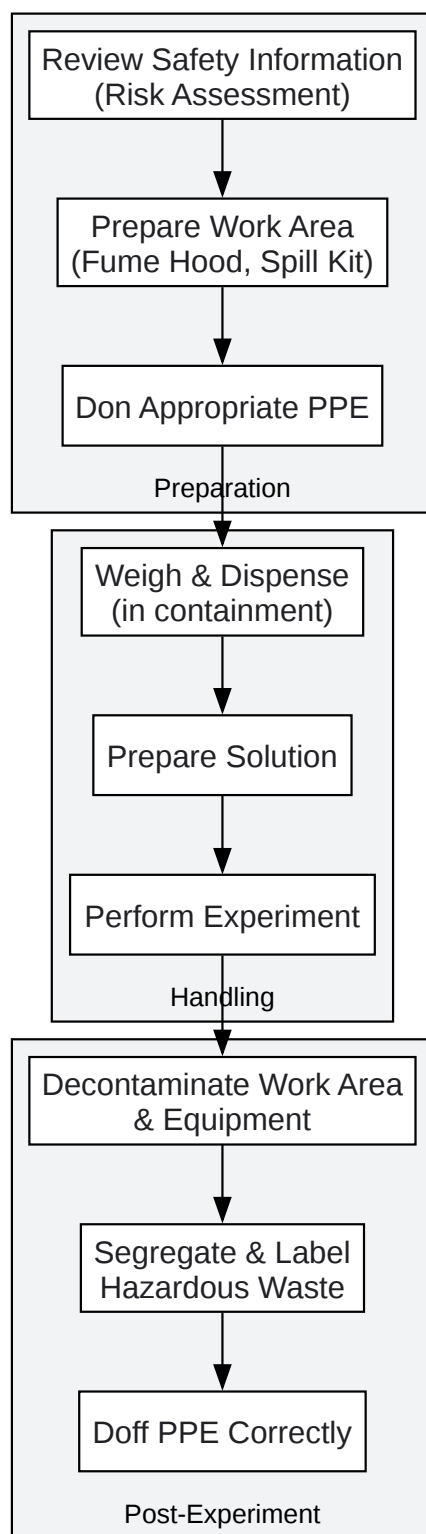 Review Safety Information
(Risk Assessment)
Prepare Work Area
(Fume Hood, Spill Kit)
Don Appropriate PPE
Preparation
Weigh & Dispense
(in containment)
Prepare Solution
Perform Experiment
Handling
Decontaminate Work Area
& Equipment
Segregate & Label
Hazardous Waste
Doff PPE Correctly
Post-Experiment